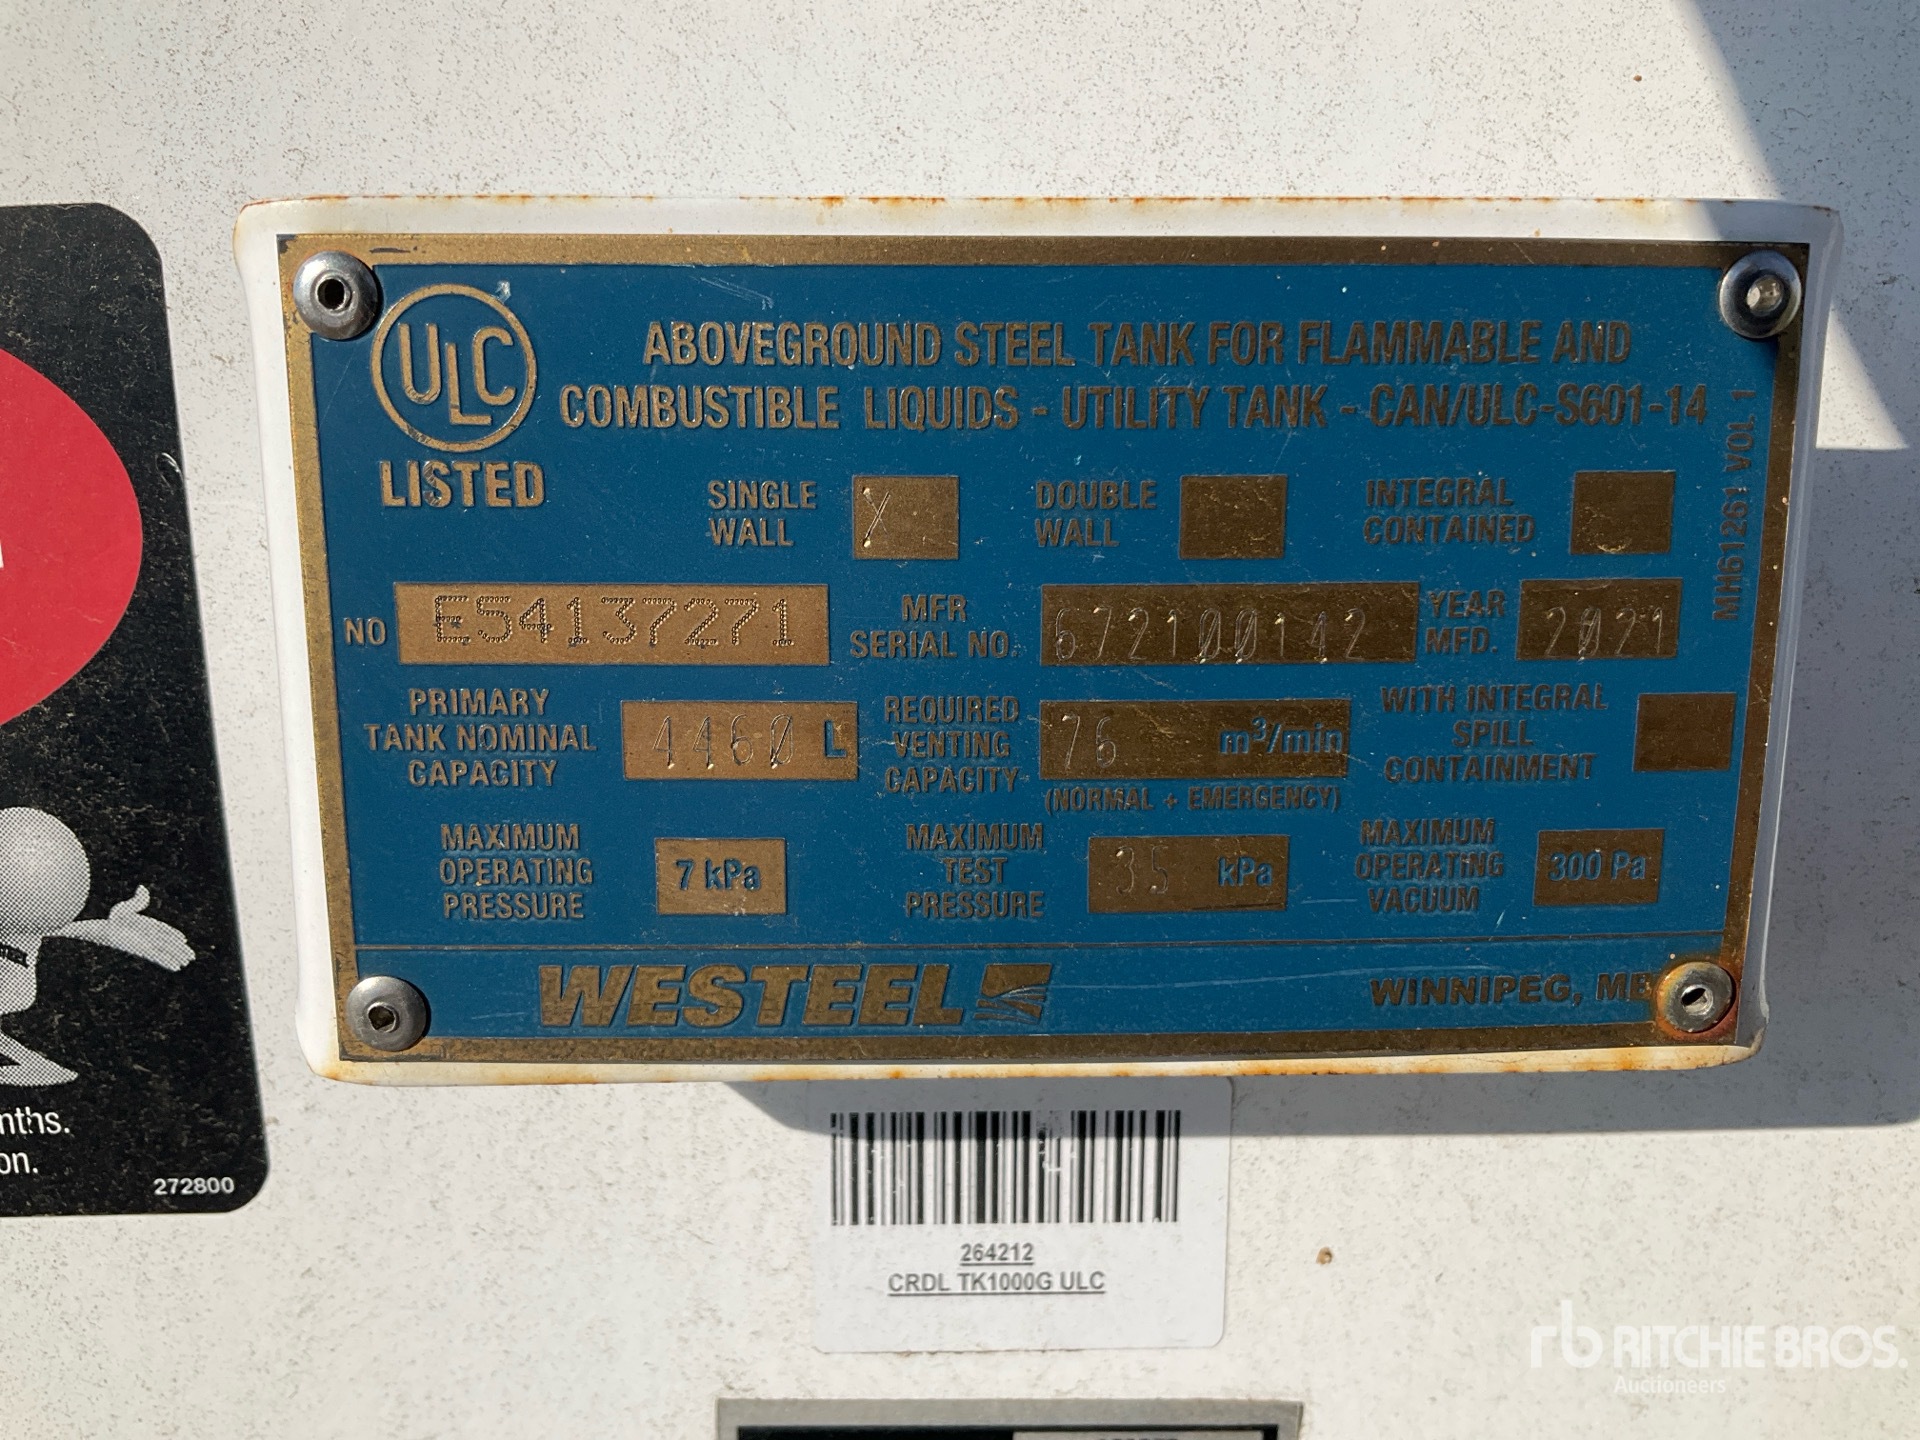 ULC
LISTED
ABOVEGROUND STEEL TANK FOR FLAMMABLE AND
COMBUSTIBLE LIQUIDS - UTILITY TANK - CAN/ULC-S601-14
MH61261 VOL 1
SINGLE
WALL
X
DOUBLE
WALL
INTEGRAL
CONTAINED
NO
E54137271
MFR
SERIAL NO.
672100142
YEAR
MFD.
2021
PRIMARY
TANK NOMINAL
CAPACITY
4460 L
REQUIRED
VENTING
CAPACITY
76 m³/min
(NORMAL + EMERGENCY)
WITH INTEGRAL
SPILL
CONTAINMENT
MAXIMUM
OPERATING
PRESSURE
7 kPa
MAXIMUM
TEST
PRESSURE
35 kPa
MAXIMUM
OPERATING
VACUUM
300 Pa
WESTEEL
WINNIPEG, MB
nths.
on.
272800
264212
CRDL TK1000G ULC
rb RITCHIE BROS.
Auctioneers